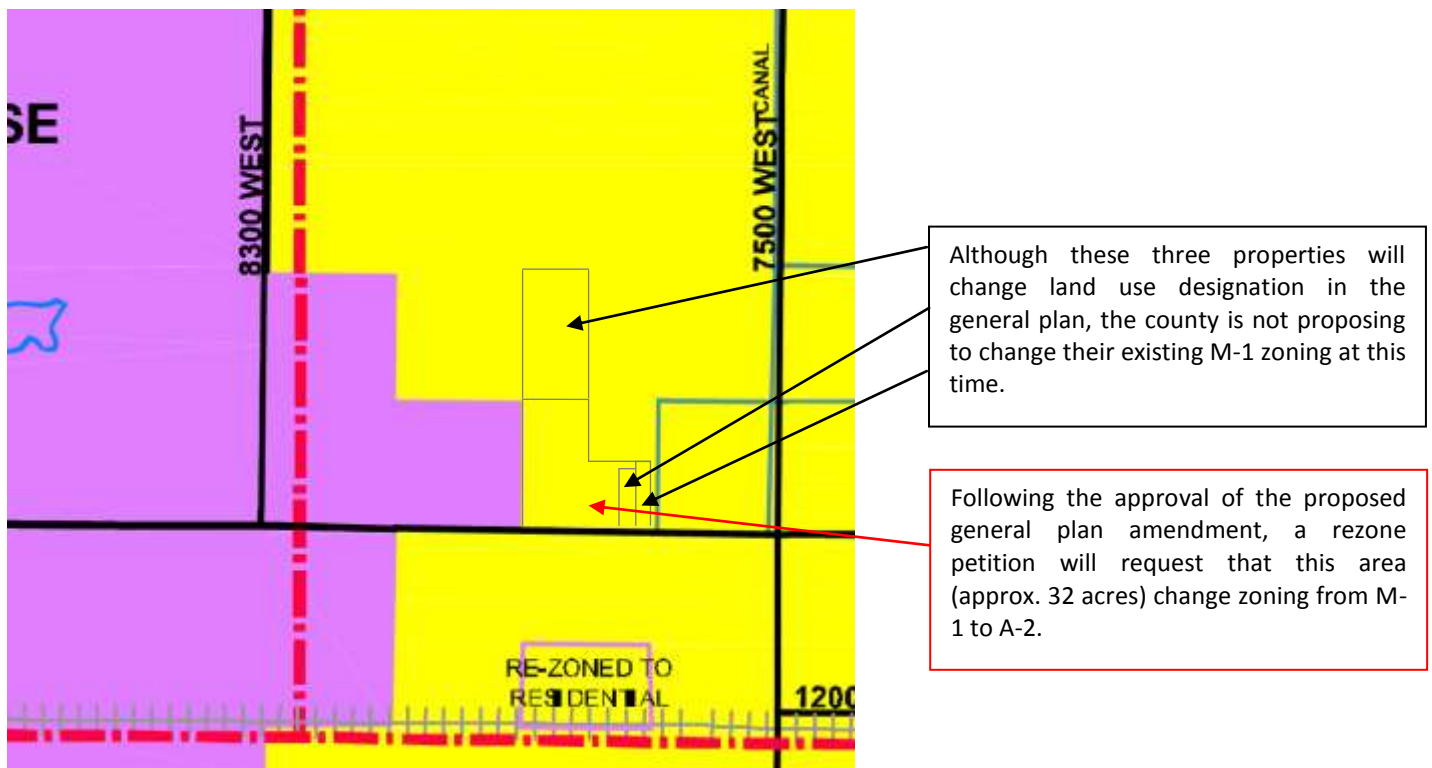 SE
8300 WEST
7500 WEST
CANAL
Although these three properties will
change land use designation in the
general plan, the county is not proposing
to change their existing M-1 zoning at this
time.
Following the approval of the proposed
general plan amendment, a rezone
petition will request that this area
(approx. 32 acres) change zoning from M-
1 to A-2.
RE-ZONED TO
RESIDENTIAL
1200